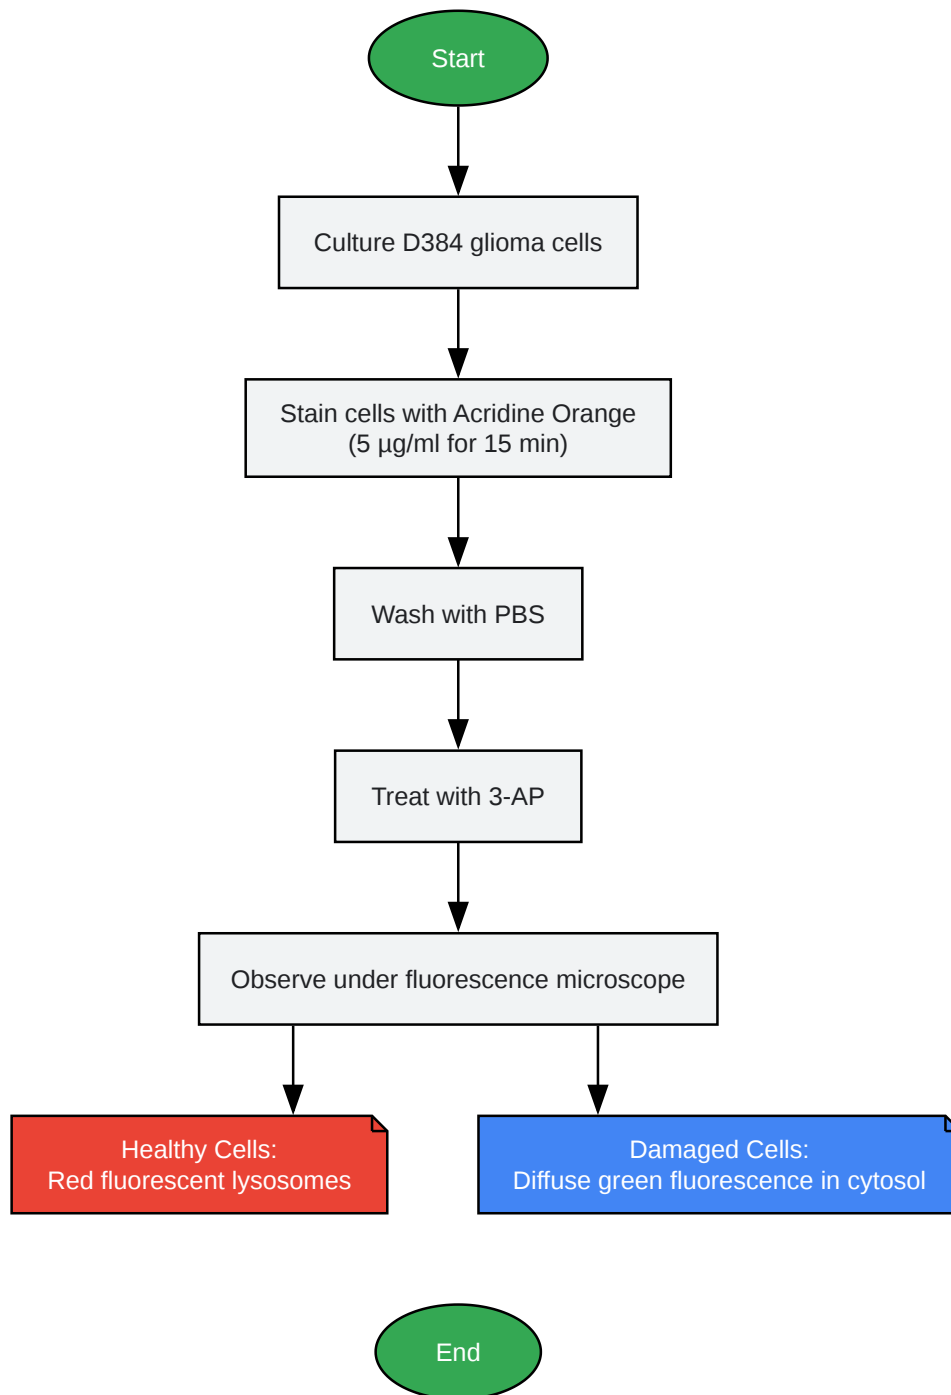 Start
Culture D384 glioma cells
Stain cells with Acridine Orange
(5 µg/ml for 15 min)
Wash with PBS
Treat with 3-AP
Observe under fluorescence microscope
Healthy Cells:
Red fluorescent lysosomes
Damaged Cells:
Diffuse green fluorescence in cytosol
End